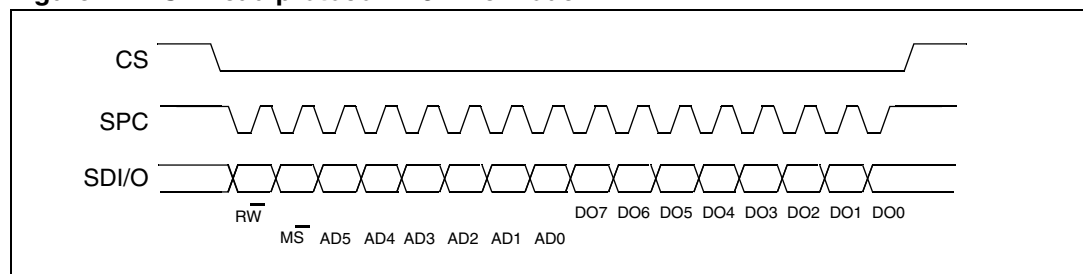 CS
SPC
SDI/O
RW DO7 DO6 DO5 DO4 DO3 DO2 DO1 DO0
MS AD5 AD4 AD3 AD2 AD1 AD0